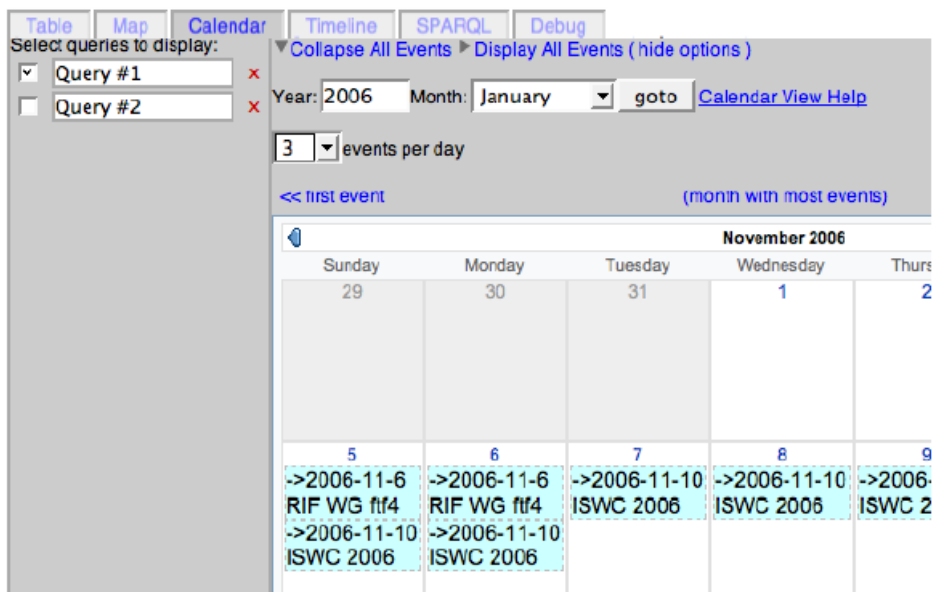 Table Map Calendar Timeline SPARQL Debug
Select queries to display:
Query #1 x
Query #2 x
Collapse All Events Display All Events ( hide options )
Year: 2006 Month: January goto Calendar View Help
3 events per day
<< first event (month with most events)
November 2006
Sunday Monday Tuesday Wednesday Thurs
29 30 31 1 2
5 6 7 8 9
->2006-11-6 ->2006-11-6 ->2006-11-10 ->2006-11-10 ->2006-
RIF WG ftf4 RIF WG ftf4 ISWC 2006 ISWC 2006 ISWC 2
->2006-11-10 ->2006-11-10
ISWC 2006 ISWC 2006